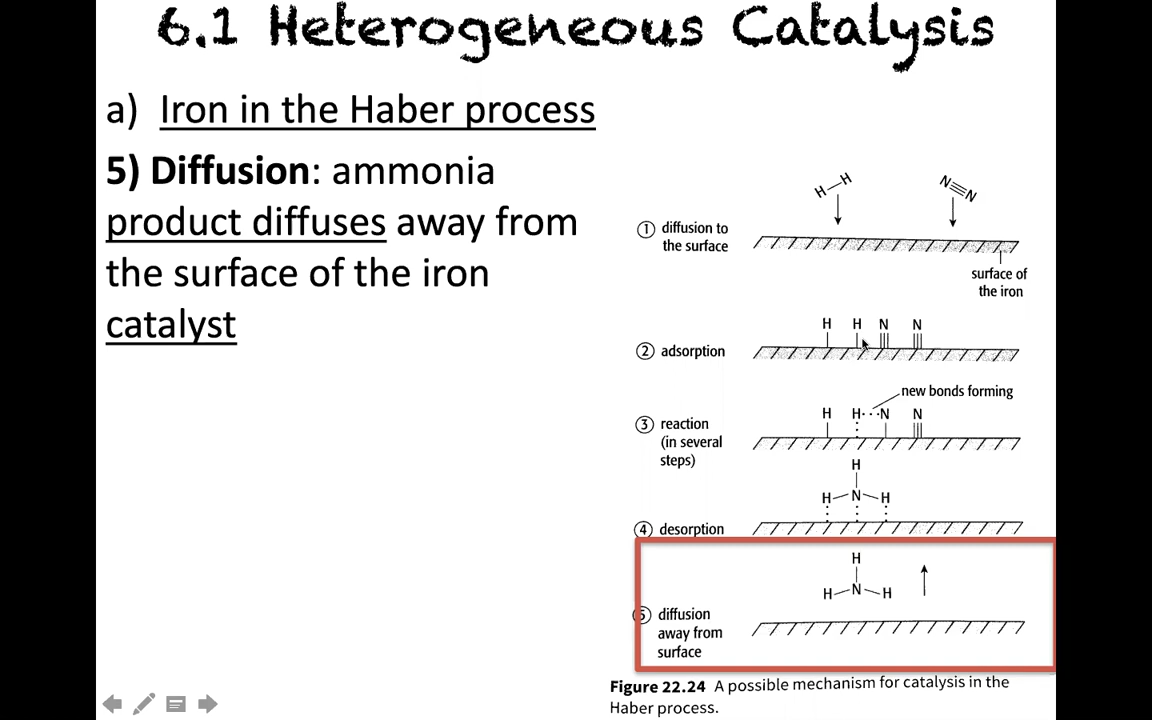 6.1 Heterogeneous Catalysis
a) Iron in the Haber process
5) Diffusion: ammonia
product diffuses away from
the surface of the iron
catalyst
H—H
N≡N
① diffusion to
the surface
surface of
the iron
H H N N
② adsorption
new bonds forming
H H···N N
③ reaction
(in several
steps)
H
H—N—H
④ desorption
H
H—N—H
⑤ diffusion
away from
surface
Figure 22.24 A possible mechanism for catalysis in the
Haber process.